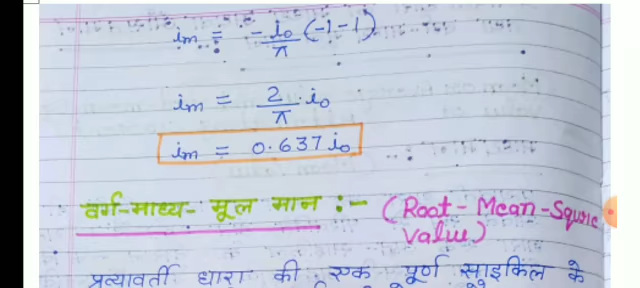 im = - i₀/π (-1-1)
im = 2/π . i₀
im = 0.637 i₀
वर्ग-माध्य-मूल मान :- (Root-Mean-Squric
Value)
प्रत्यावर्ती धारा की एक पूर्ण साइकिल के